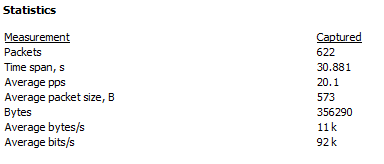 Statistics
Measurement Captured
Packets 622
Time span, s 30.881
Average pps 20.1
Average packet size, B 573
Bytes 356290
Average bytes/s 11 k
Average bits/s 92 k